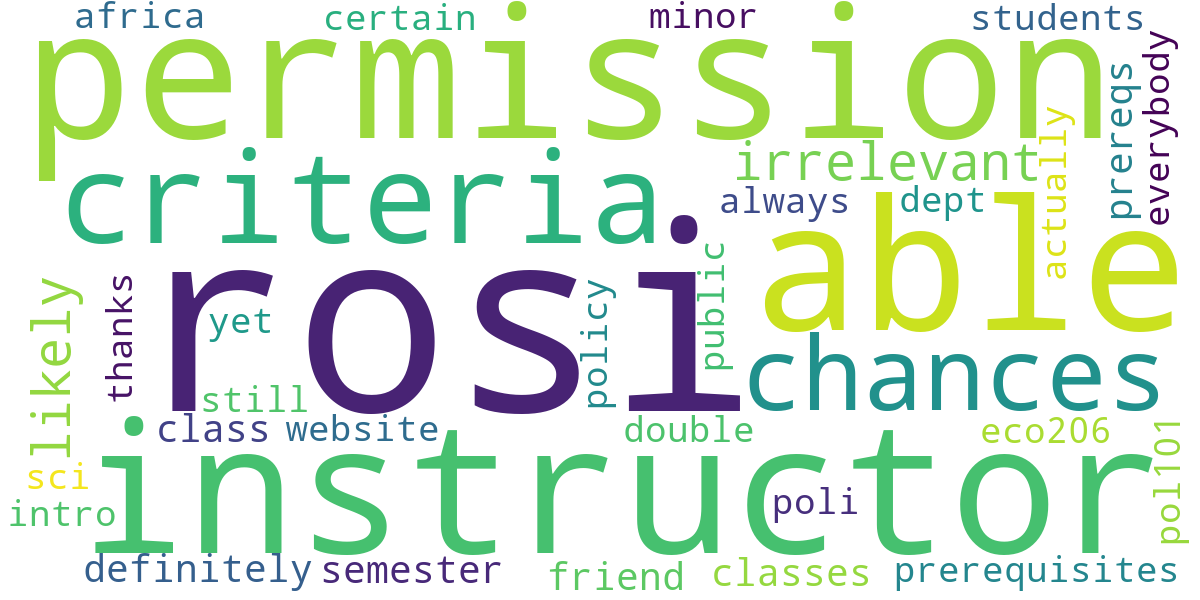 africa
certain
minor
students
permission
everybody
prereqs
actually
irrelevant
criteria
always
dept
able
rosi
public
policy
thanks
likely
yet
chances
still
class
website
double
eco206
pol101
instructor
sci
intro
poli
definitely
semester
friend
classes
prerequisites